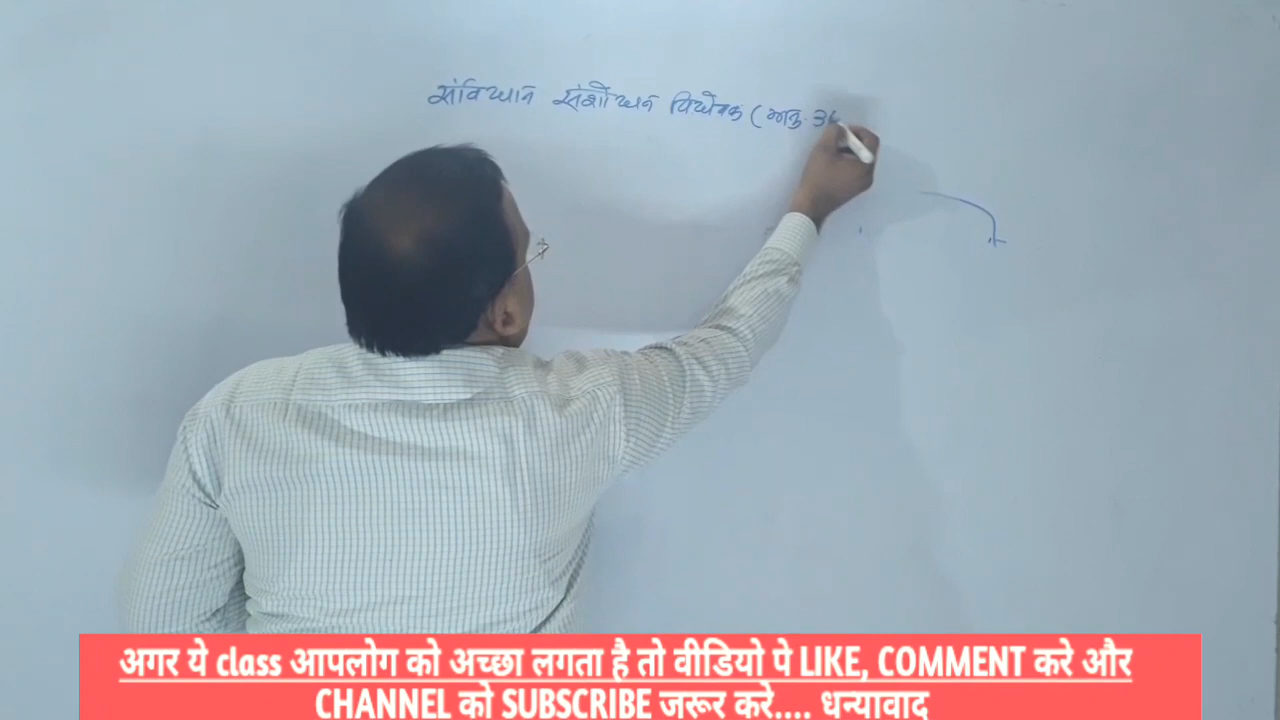 संविधान संशोधन विधेयक (अनु. 36
अगर ये class आपलोग को अच्छा लगता है तो वीडियो पे LIKE, COMMENT करे और
CHANNEL को SUBSCRIBE जरूर करे.... धन्यावाद